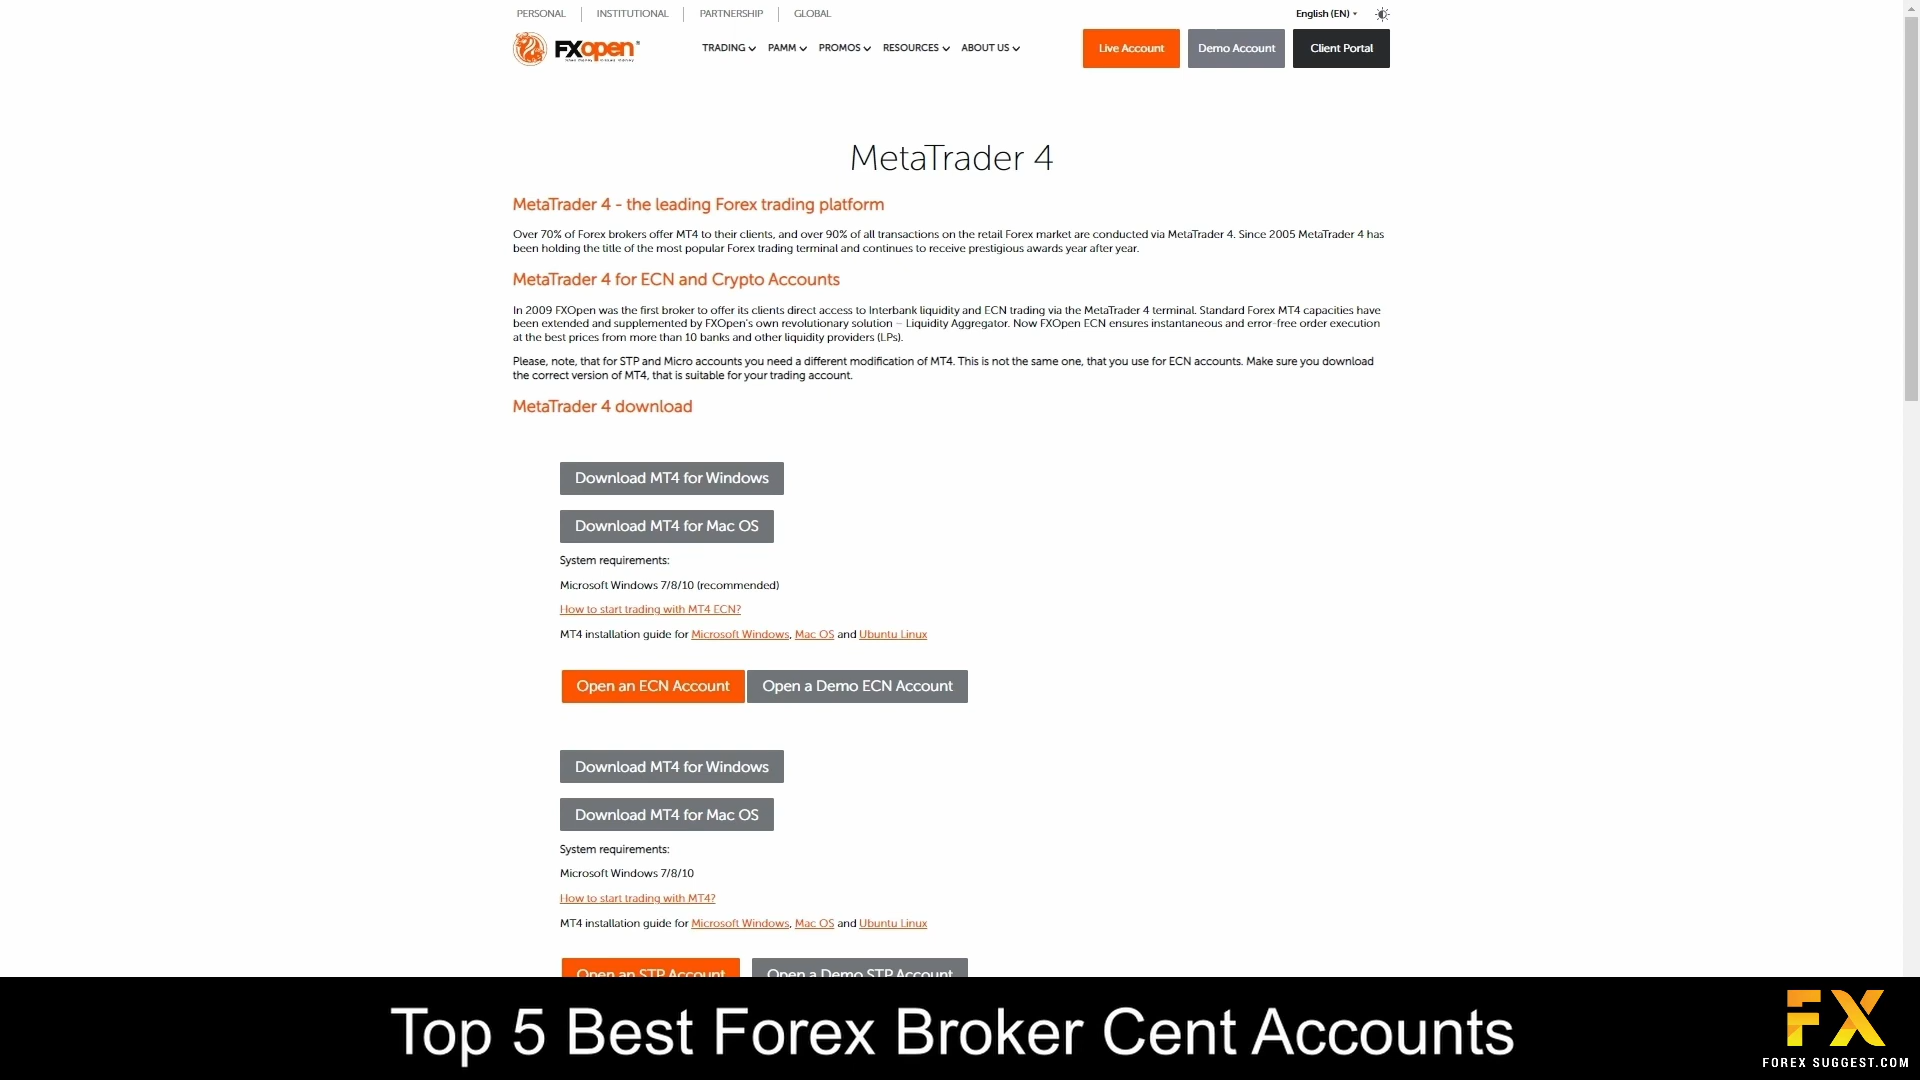 PERSONAL INSTITUTIONAL PARTNERSHIP GLOBAL English (EN)
FXOpen TRADING PAMM PROMOS RESOURCES ABOUT US Live Account Demo Account Client Portal
MetaTrader 4
MetaTrader 4 - the leading Forex trading platform
Over 70% of Forex brokers offer MT4 to their clients, and over 90% of all transactions on the retail Forex market are conducted via MetaTrader 4. Since 2005 MetaTrader 4 has
been holding the title of the most popular Forex trading terminal and continues to receive prestigious awards year after year.
MetaTrader 4 for ECN and Crypto Accounts
In 2009 FXOpen was the first broker to offer its clients direct access to Interbank liquidity and ECN trading via the MetaTrader 4 terminal. Standard Forex MT4 capacities have
been extended and supplemented by FXOpen's own revolutionary solution – Liquidity Aggregator. Now FXOpen ECN ensures instantaneous and error-free order execution
at the best prices from more than 10 banks and other liquidity providers (LPs).
Please, note, that for STP and Micro accounts you need a different modification of MT4. This is not the same one, that you use for ECN accounts. Make sure you download
the correct version of MT4, that is suitable for your trading account.
MetaTrader 4 download
Download MT4 for Windows
Download MT4 for Mac OS
System requirements:
Microsoft Windows 7/8/10 (recommended)
How to start trading with MT4 ECN?
MT4 installation guide for Microsoft Windows, Mac OS and Ubuntu Linux
Open an ECN Account Open a Demo ECN Account
Download MT4 for Windows
Download MT4 for Mac OS
System requirements:
Microsoft Windows 7/8/10
How to start trading with MT4?
MT4 installation guide for Microsoft Windows, Mac OS and Ubuntu Linux
Open an STP Account Open a Demo STP Account
Top 5 Best Forex Broker Cent Accounts
FX
FOREX SUGGEST.COM